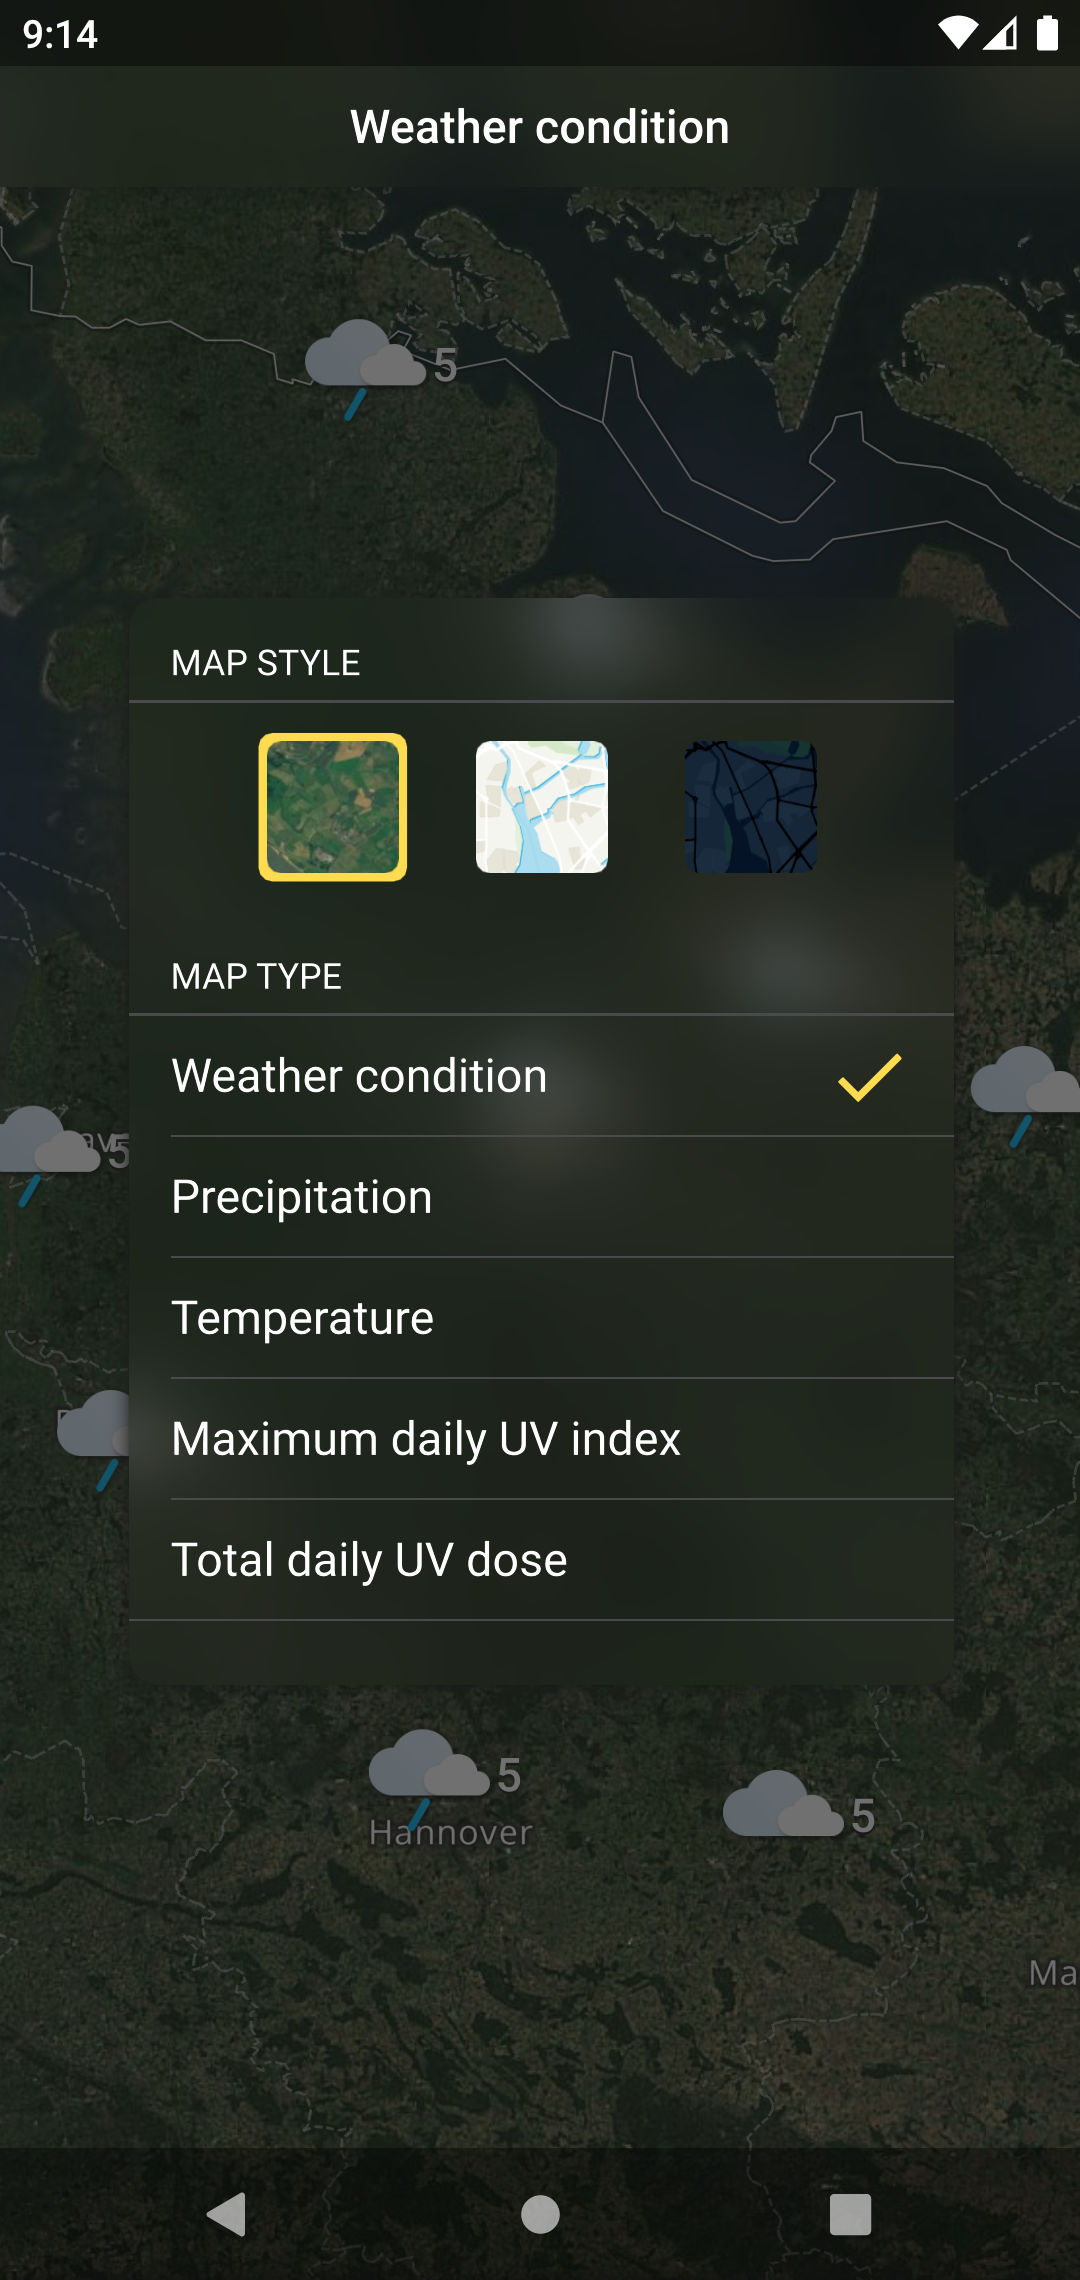 9:14
Weather condition
5
MAP STYLE
MAP TYPE
Weather condition
Precipitation
5
Temperature
Maximum daily UV index
Total daily UV dose
5
Hannover
5
Ma